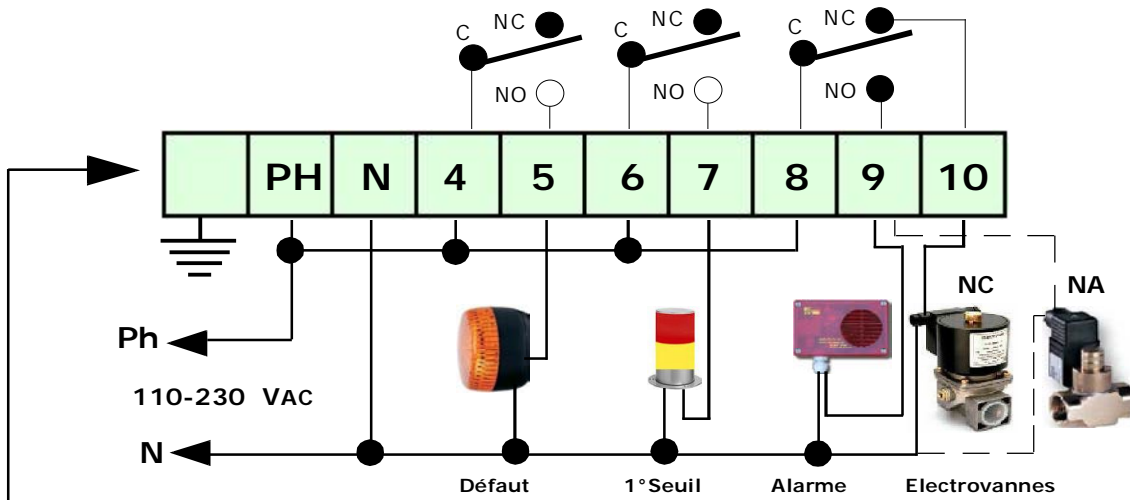 NC NC NC
C C C
NO NO NO
PH N 4 5 6 7 8 9 10
NC NA
Ph
110-230 VAC
N
Défaut 1°Seuil Alarme Electrovannes